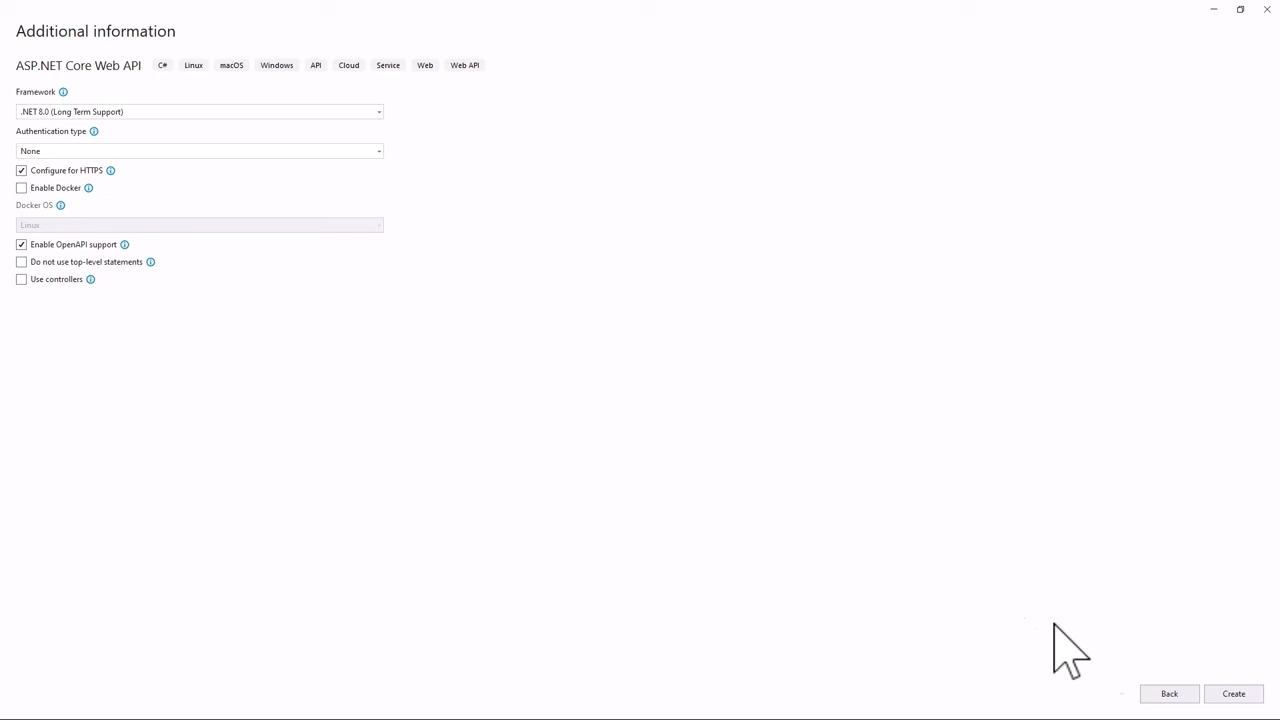 Additional information
ASP.NET Core Web API C# Linux macOS Windows API Cloud Service Web Web API
Framework
.NET 8.0 (Long Term Support)
Authentication type
None
Configure for HTTPS
Enable Docker
Docker OS
Linux
Enable OpenAPI support
Do not use top-level statements
Use controllers
Back Create